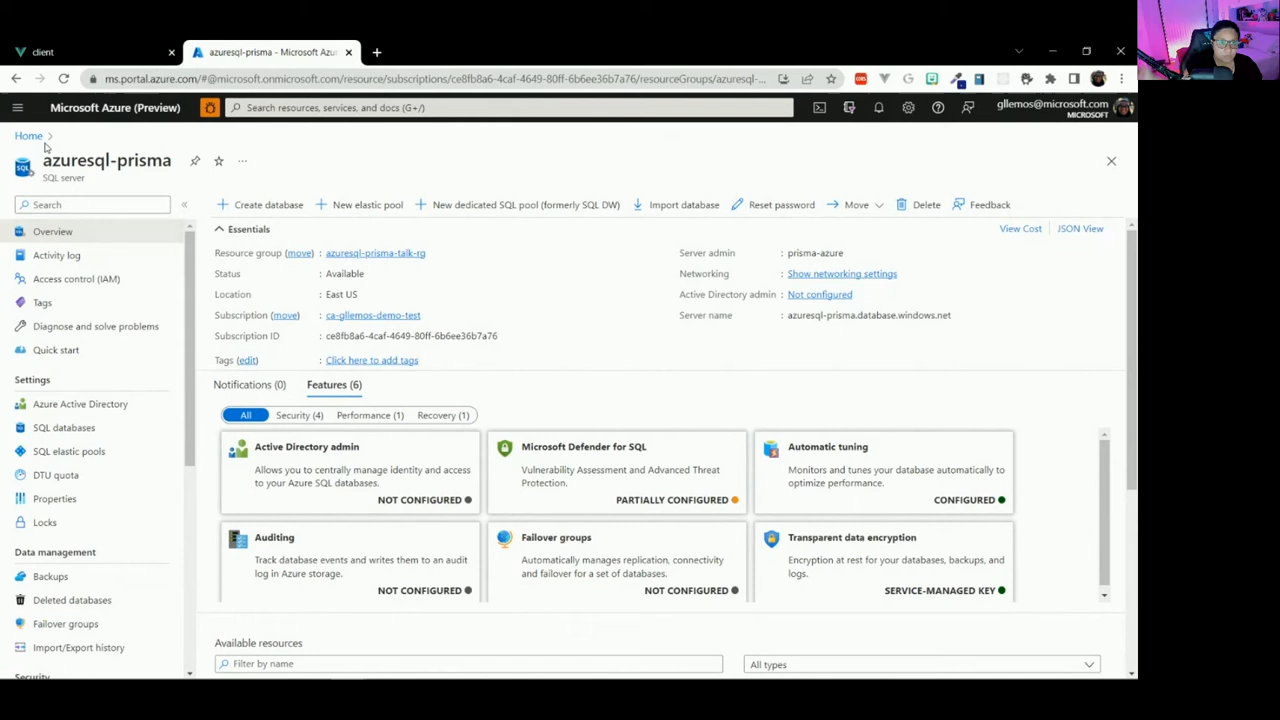 client
azuresql-prisma - Microsoft Azu
ms.portal.azure.com/#@microsoft.onmicrosoft.com/resource/subscriptions/ce8fb8a6-4caf-4649-80ff-6b6ee36b7a76/resourceGroups/azuresql-...
Microsoft Azure (Preview)
Search resources, services, and docs (G+/)
gllemos@microsoft.com
MICROSOFT
Home
azuresql-prisma
SQL
SQL server
Search
Create database
New elastic pool
New dedicated SQL pool (formerly SQL DW)
Import database
Reset password
Move
Delete
Feedback
Overview
Activity log
Access control (IAM)
Tags
Diagnose and solve problems
Quick start
Settings
Azure Active Directory
SQL databases
SQL elastic pools
DTU quota
Properties
Locks
Data management
Backups
Deleted databases
Failover groups
Import/Export history
Security
Essentials
View Cost
JSON View
Resource group (move) : azuresql-prisma-talk-rg
Status : Available
Location : East US
Subscription (move) : ca-gllemos-demo-test
Subscription ID : ce8fb8a6-4caf-4649-80ff-6b6ee36b7a76
Tags (edit) : Click here to add tags
Server admin : prisma-azure
Networking : Show networking settings
Active Directory admin : Not configured
Server name : azuresql-prisma.database.windows.net
Notifications (0)
Features (6)
All
Security (4)
Performance (1)
Recovery (1)
Active Directory admin
Allows you to centrally manage identity and access
to your Azure SQL databases.
NOT CONFIGURED
Microsoft Defender for SQL
Vulnerability Assessment and Advanced Threat
Protection.
PARTIALLY CONFIGURED
Automatic tuning
Monitors and tunes your database automatically to
optimize performance.
CONFIGURED
Auditing
Track database events and writes them to an audit
log in Azure storage.
NOT CONFIGURED
Failover groups
Automatically manages replication, connectivity
and failover for a set of databases.
NOT CONFIGURED
Transparent data encryption
Encryption at rest for your databases, backups, and
logs.
SERVICE-MANAGED KEY
Available resources
Filter by name
All types